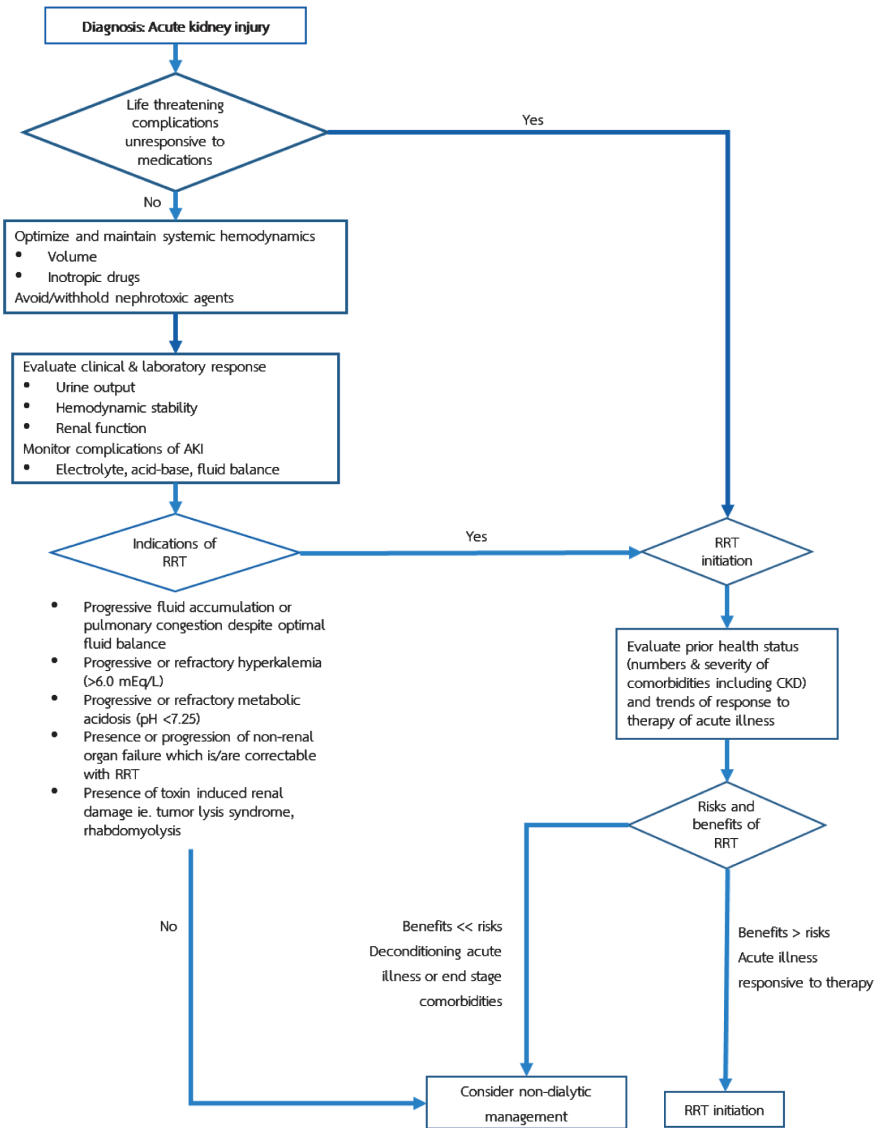 Diagnosis: Acute kidney injury
Life threatening
complications
unresponsive to
medications
Yes
No
Optimize and maintain systemic hemodynamics
• Volume
• Inotropic drugs
Avoid/withhold nephrotoxic agents
Evaluate clinical & laboratory response
• Urine output
• Hemodynamic stability
• Renal function
Monitor complications of AKI
• Electrolyte, acid-base, fluid balance
Indications of
RRT
Yes
RRT
initiation
• Progressive fluid accumulation or
pulmonary congestion despite optimal
fluid balance
• Progressive or refractory hyperkalemia
(>6.0 mEq/L)
• Progressive or refractory metabolic
acidosis (pH <7.25)
• Presence or progression of non-renal
organ failure which is/are correctable
with RRT
• Presence of toxin induced renal
damage ie. tumor lysis syndrome,
rhabdomyolysis
Evaluate prior health status
(numbers & severity of
comorbidities including CKD)
and trends of response to
therapy of acute illness
Risks and
benefits of
RRT
No
Benefits << risks
Deconditioning acute
illness or end stage
comorbidities
Benefits > risks
Acute illness
responsive to therapy
Consider non-dialytic
management
RRT initiation